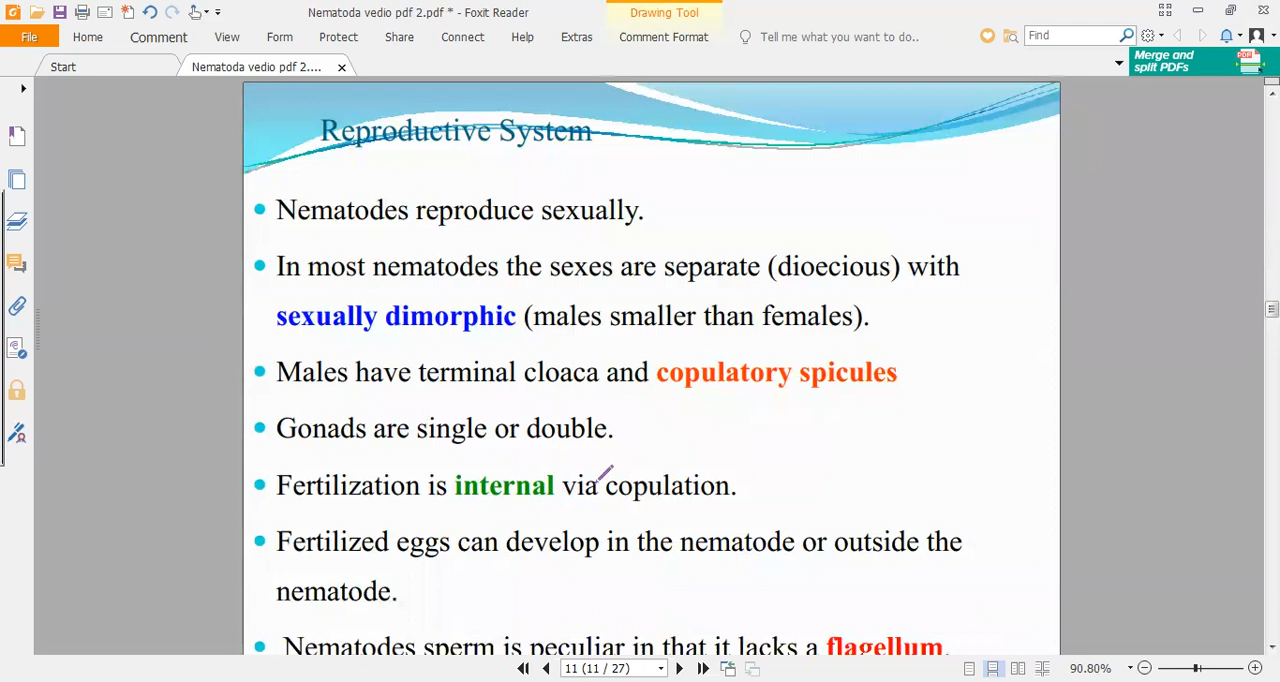 Nematoda vedio pdf 2.pdf * - Foxit Reader
Drawing Tool
File Home Comment View Form Protect Share Connect Help Extras Comment Format Tell me what you want to do.. Find
Start Nematoda vedio pdf 2....
Merge and
split PDFs
Reproductive System
• Nematodes reproduce sexually.
• In most nematodes the sexes are separate (dioecious) with
sexually dimorphic (males smaller than females).
• Males have terminal cloaca and copulatory spicules
• Gonads are single or double.
• Fertilization is internal via copulation.
• Fertilized eggs can develop in the nematode or outside the
nematode.
• Nematodes sperm is peculiar in that it lacks a flagellum.
11 (11 / 27) 90.80%